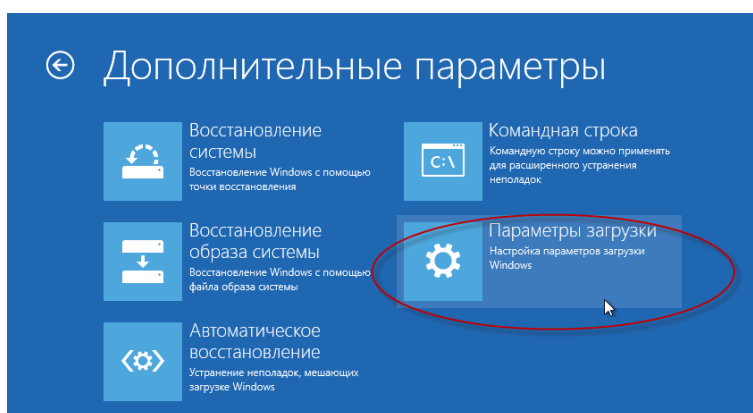 Дополнительные параметры
Восстановление
системы
Восстановление Windows с помощью
точки восстановления
Восстановление
образа системы
Восстановление Windows с помощью
файла образа системы
Автоматическое
восстановление
Устранение неполадок, мешающих
загрузке Windows
C:\
Командная строка
Командную строку можно применять
для расширенного устранения
неполадок
Параметры загрузки
Настройка параметров загрузки
Windows